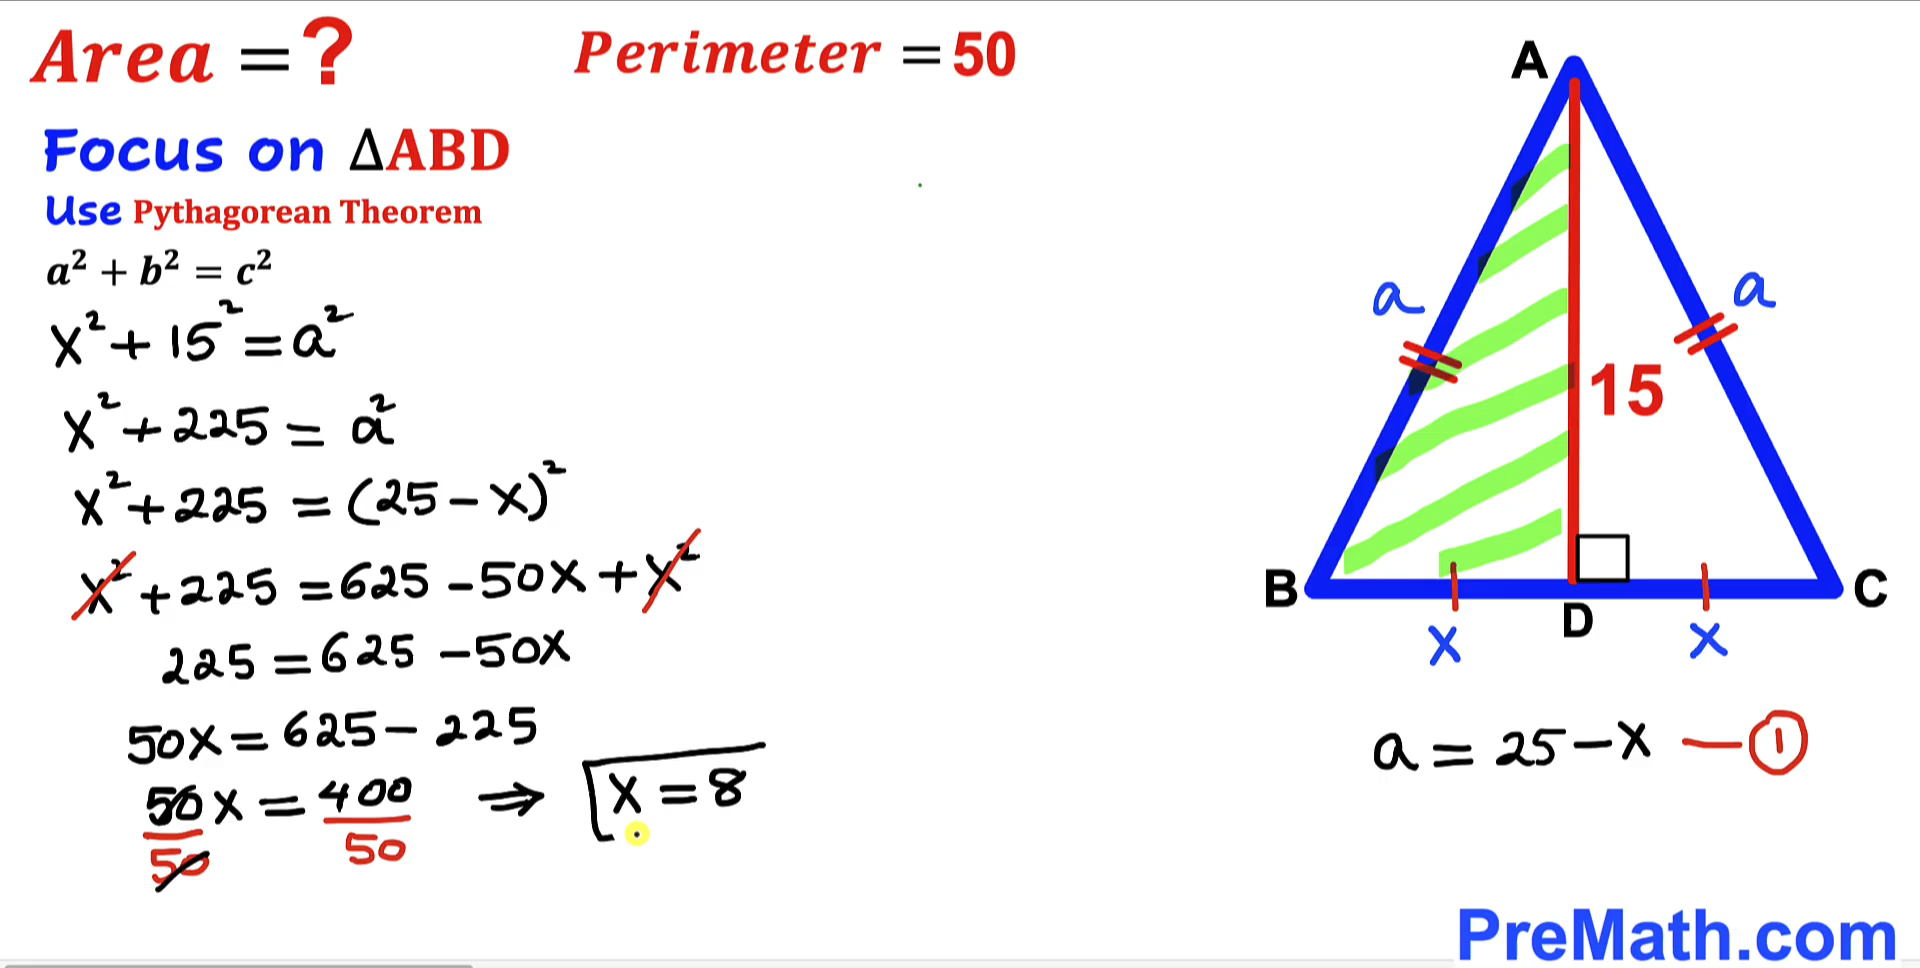 Area = ?
Perimeter = 50
Focus on ΔABD
Use Pythagorean Theorem
a² + b² = c²
x² + 15² = a²
x² + 225 = a²
x² + 225 = (25 - x)²
x² + 225 = 625 - 50x + x²
225 = 625 - 50x
50x = 625 - 225
50x = 400 ⇒ x = 8
50 50
A
a a
15
B D C
x x
a = 25 - x — ①
PreMath.com